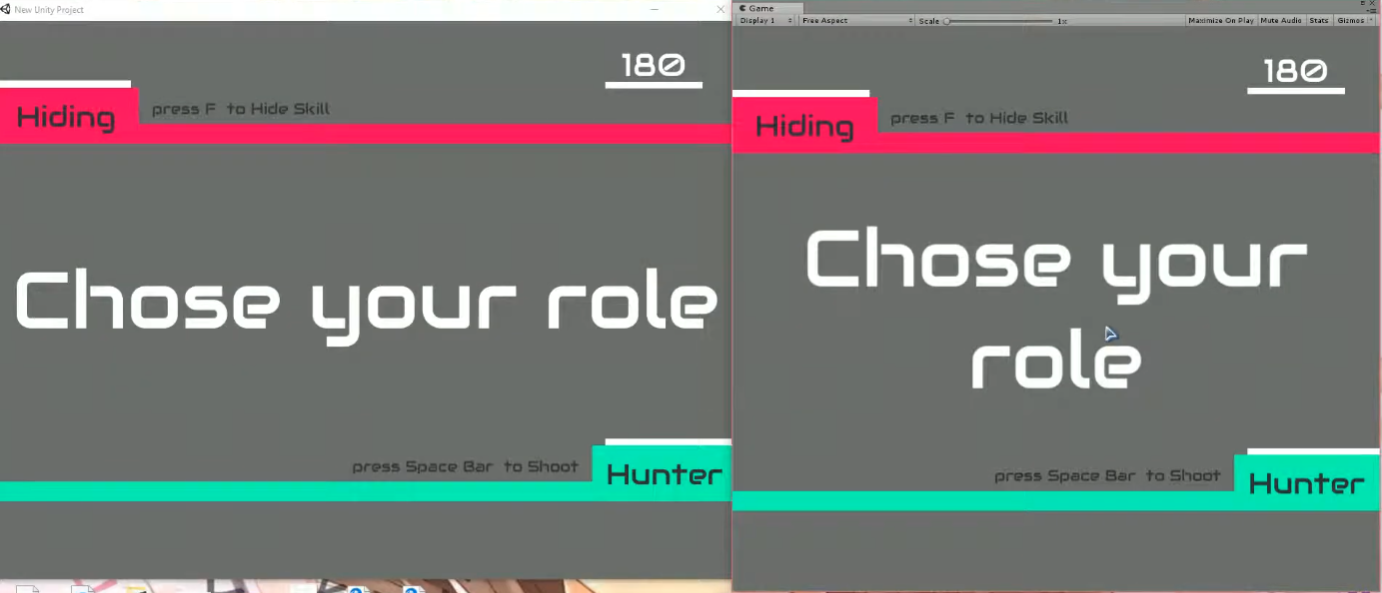 New Unity Project
180
Hiding
press F to Hide Skill
Chose your role
press Space Bar to Shoot
Hunter
Game
Display 1
Free Aspect
Scale
1x
Maximize On Play
Mute Audio
Stats
Gizmos
180
Hiding
press F to Hide Skill
Chose your
role
press Space Bar to Shoot
Hunter